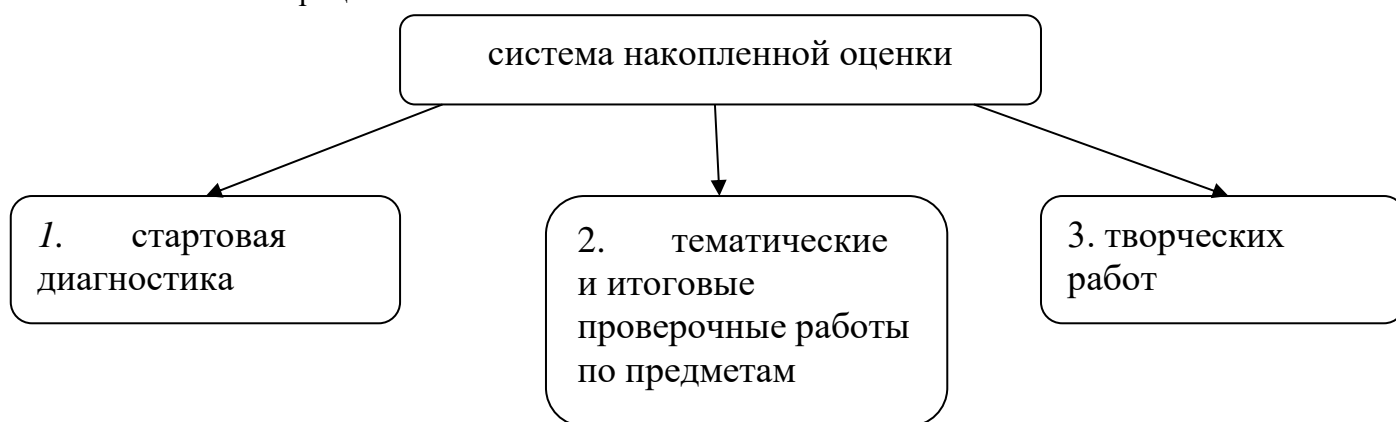 система накопленной оценки
1. стартовая
диагностика
2. тематические
и итоговые
проверочные работы
по предметам
3. творческих
работ